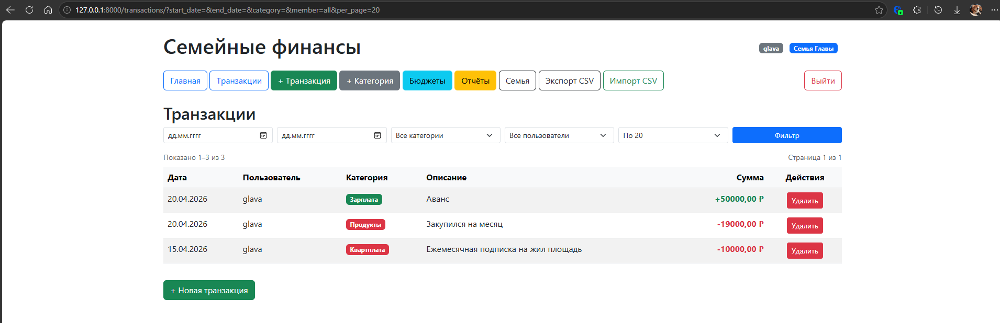 127.0.0.1:8000/transactions/?start_date=&end_date=&category=&member=all&per_page=20
Семейные финансы
glava Семья Главы
Главная Транзакции + Транзакция + Категория Бюджеты Отчёты Семья Экспорт CSV Импорт CSV Выйти
Транзакции
дд.мм.гггг дд.мм.гггг Все категории Все пользователи По 20 Фильтр
Показано 1–3 из 3 Страница 1 из 1
Дата Пользователь Категория Описание Сумма Действия
20.04.2026 glava Зарплата Аванс +50000,00 ₽ Удалить
20.04.2026 glava Продукты Закупился на месяц -19000,00 ₽ Удалить
15.04.2026 glava Квартплата Ежемесячная подписка на жил площадь -10000,00 ₽ Удалить
+ Новая транзакция